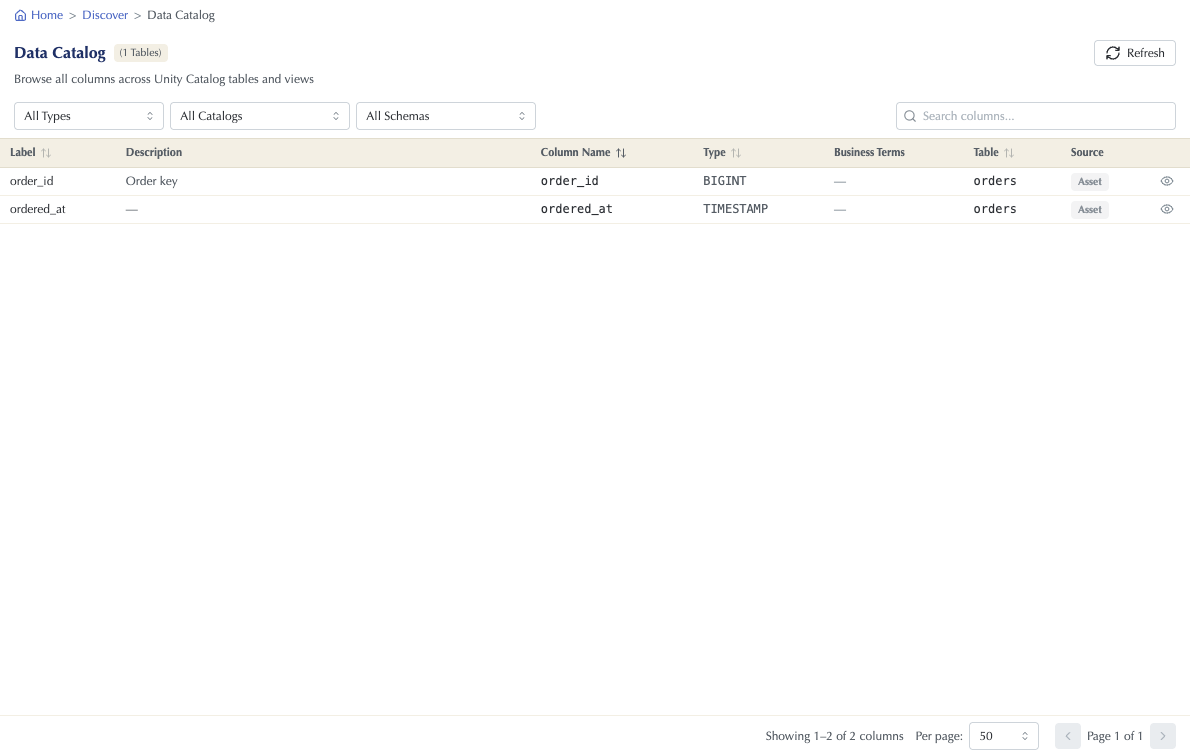 Home > Discover > Data Catalog
Data Catalog (1 Tables)
Refresh
Browse all columns across Unity Catalog tables and views
All Types All Catalogs All Schemas Search columns...
Label Description Column Name Type Business Terms Table Source
order_id Order key order_id BIGINT — orders Asset
ordered_at — ordered_at TIMESTAMP — orders Asset
Showing 1–2 of 2 columns Per page: 50 Page 1 of 1